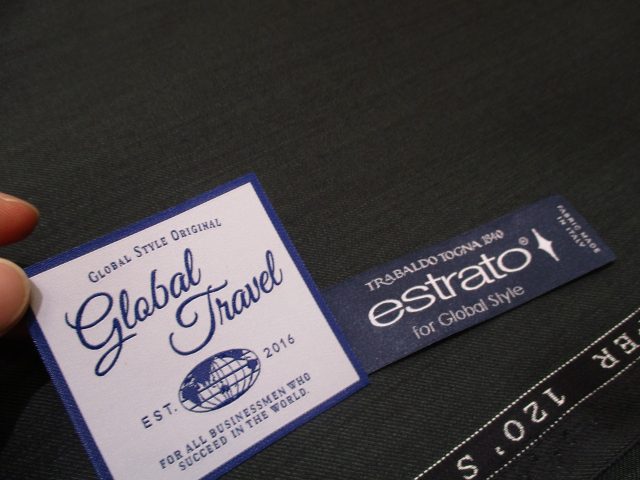 GLOBAL STYLE ORIGINAL
Global
Travel
EST. 2016
FOR ALL BUSINESSMEN WHO
SUCCEED IN THE WORLD.
TRABALDO TOGNA 1840
estrato®
for Global Style
FABRIC MADE
IN ITALY
120'S